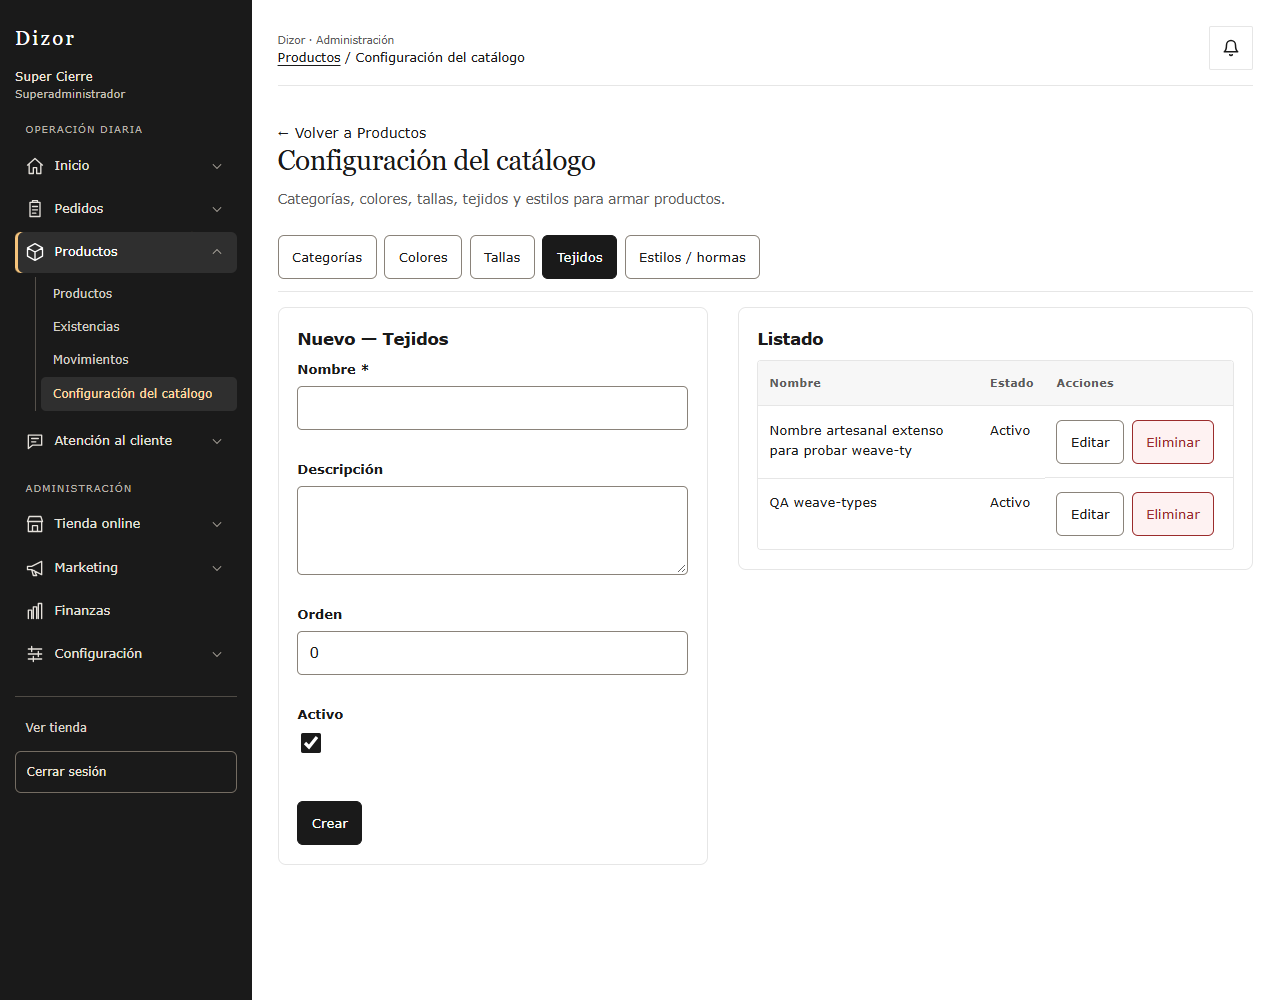 Dizor
Super Cierre
Superadministrador
OPERACIÓN DIARIA
Inicio
Pedidos
Productos
Productos
Existencias
Movimientos
Configuración del catálogo
Atención al cliente
ADMINISTRACIÓN
Tienda online
Marketing
Finanzas
Configuración
Ver tienda
Cerrar sesión
Dizor · Administración
Productos / Configuración del catálogo
← Volver a Productos
Configuración del catálogo
Categorías, colores, tallas, tejidos y estilos para armar productos.
Categorías Colores Tallas Tejidos Estilos / hormas
Nuevo — Tejidos
Nombre *
Descripción
Orden
0
Activo
Crear
Listado
Nombre Estado Acciones
Nombre artesanal extenso
para probar weave-ty
Activo Editar Eliminar
QA weave-types Activo Editar Eliminar